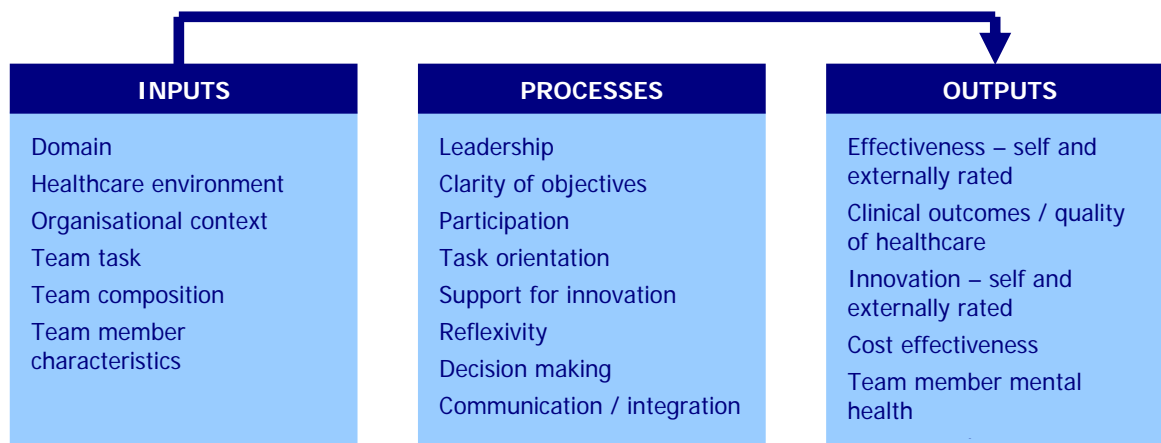 INPUTS
Domain
Healthcare environment
Organisational context
Team task
Team composition
Team member
characteristics
PROCESSES
Leadership
Clarity of objectives
Participation
Task orientation
Support for innovation
Reflexivity
Decision making
Communication / integration
OUTPUTS
Effectiveness – self and
externally rated
Clinical outcomes / quality
of healthcare
Innovation – self and
externally rated
Cost effectiveness
Team member mental
health